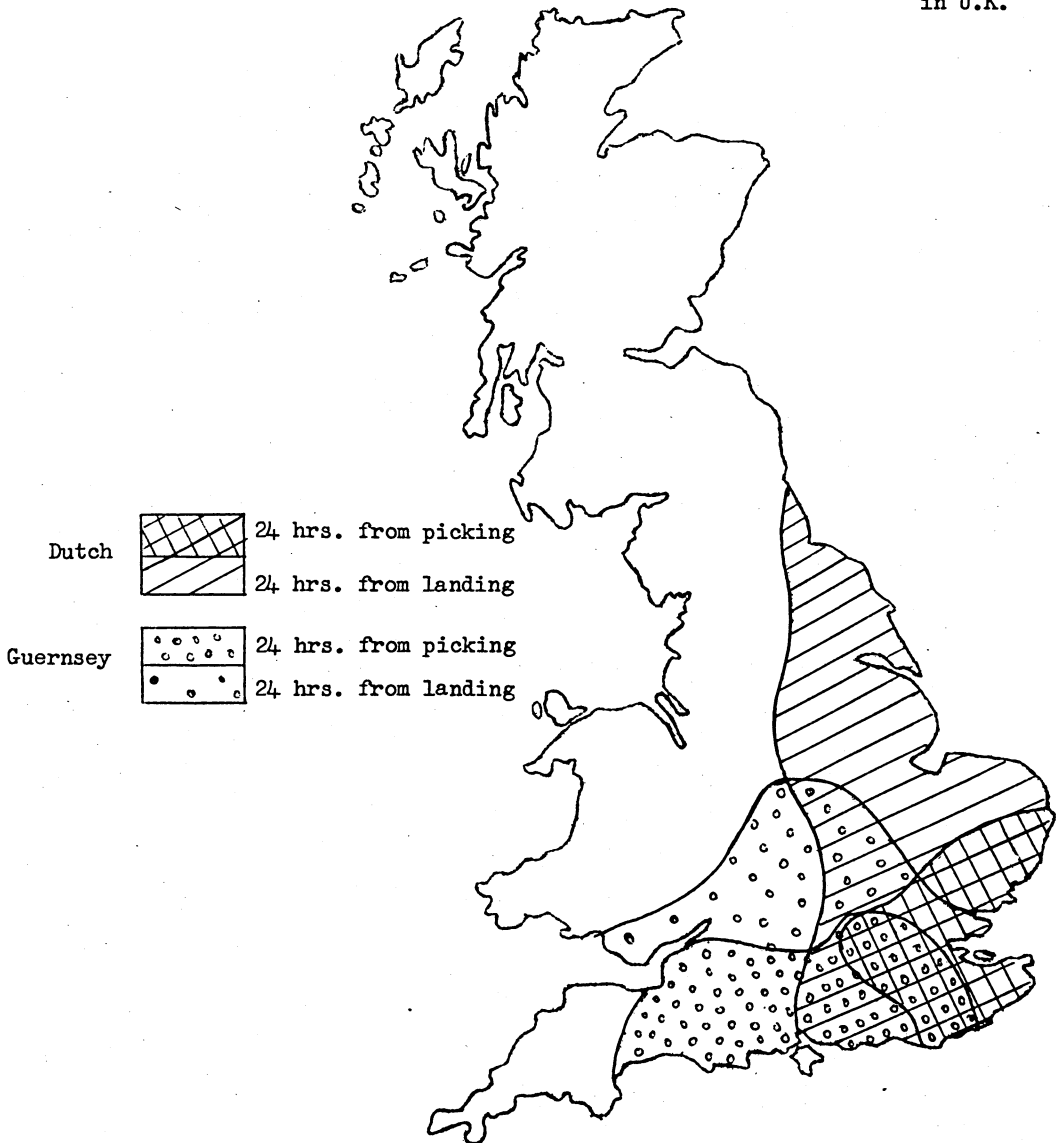 in U.K.
Dutch
24 hrs. from picking
24 hrs. from landing
Guernsey
24 hrs. from picking
24 hrs. from landing